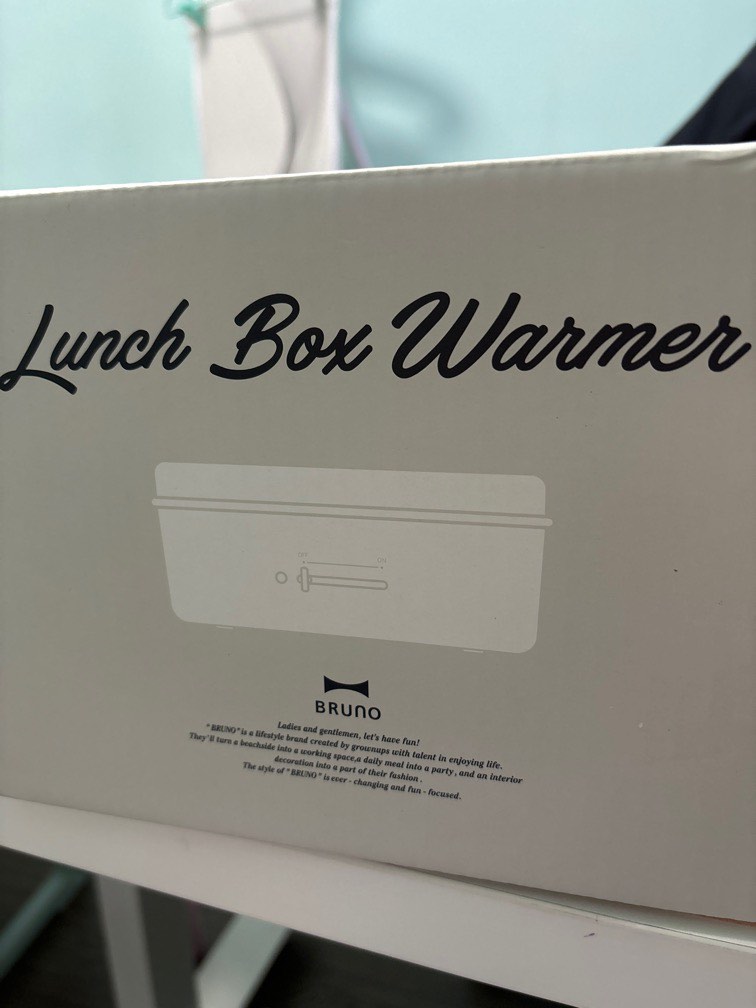 Lunch Box Warmer
OFF ON
BRUNO
Ladies and gentlemen, let's have fun!
"BRUNO" is a lifestyle brand created by grownups with talent in enjoying life.
They'll turn a beachside into a working space,a daily meal into a party, and an interior
decoration into a part of their fashion.
The style of "BRUNO" is ever - changing and fun - focused.